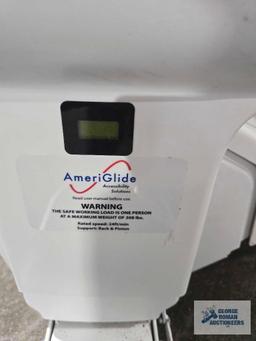 AmeriGlide
Accessibility
Solutions
Read user manual before use.
WARNING
THE SAFE WORKING LOAD IS ONE PERSON
AT A MAXIMUM WEIGHT OF 300 lbs.
Rated speed: 24ft/min
Support: Rack & Pinion
GEORGE
ROMAN
AUCTIONEERS